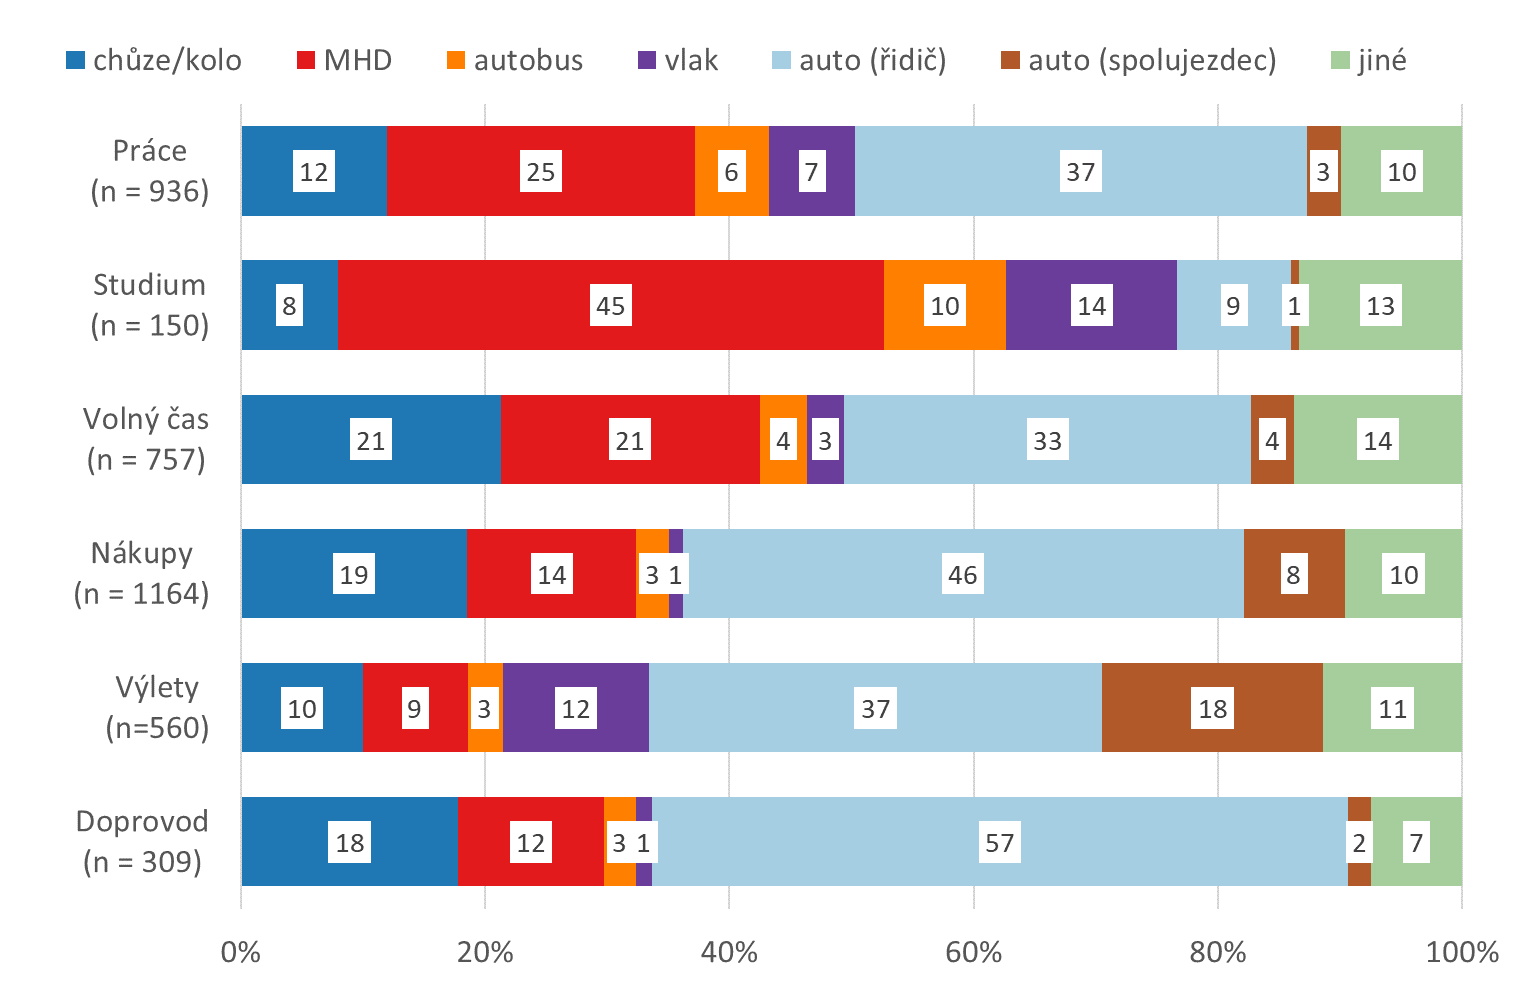 chůze/kolo MHD autobus vlak auto (řidič) auto (spolujezdec) jiné
Práce
(n = 936)
12 25 6 7 37 3 10
Studium
(n = 150)
8 45 10 14 9 1 13
Volný čas
(n = 757)
21 21 4 3 33 4 14
Nákupy
(n = 1164)
19 14 3 1 46 8 10
Výlety
(n=560)
10 9 3 12 37 18 11
Doprovod
(n = 309)
18 12 3 1 57 2 7
0% 20% 40% 60% 80% 100%